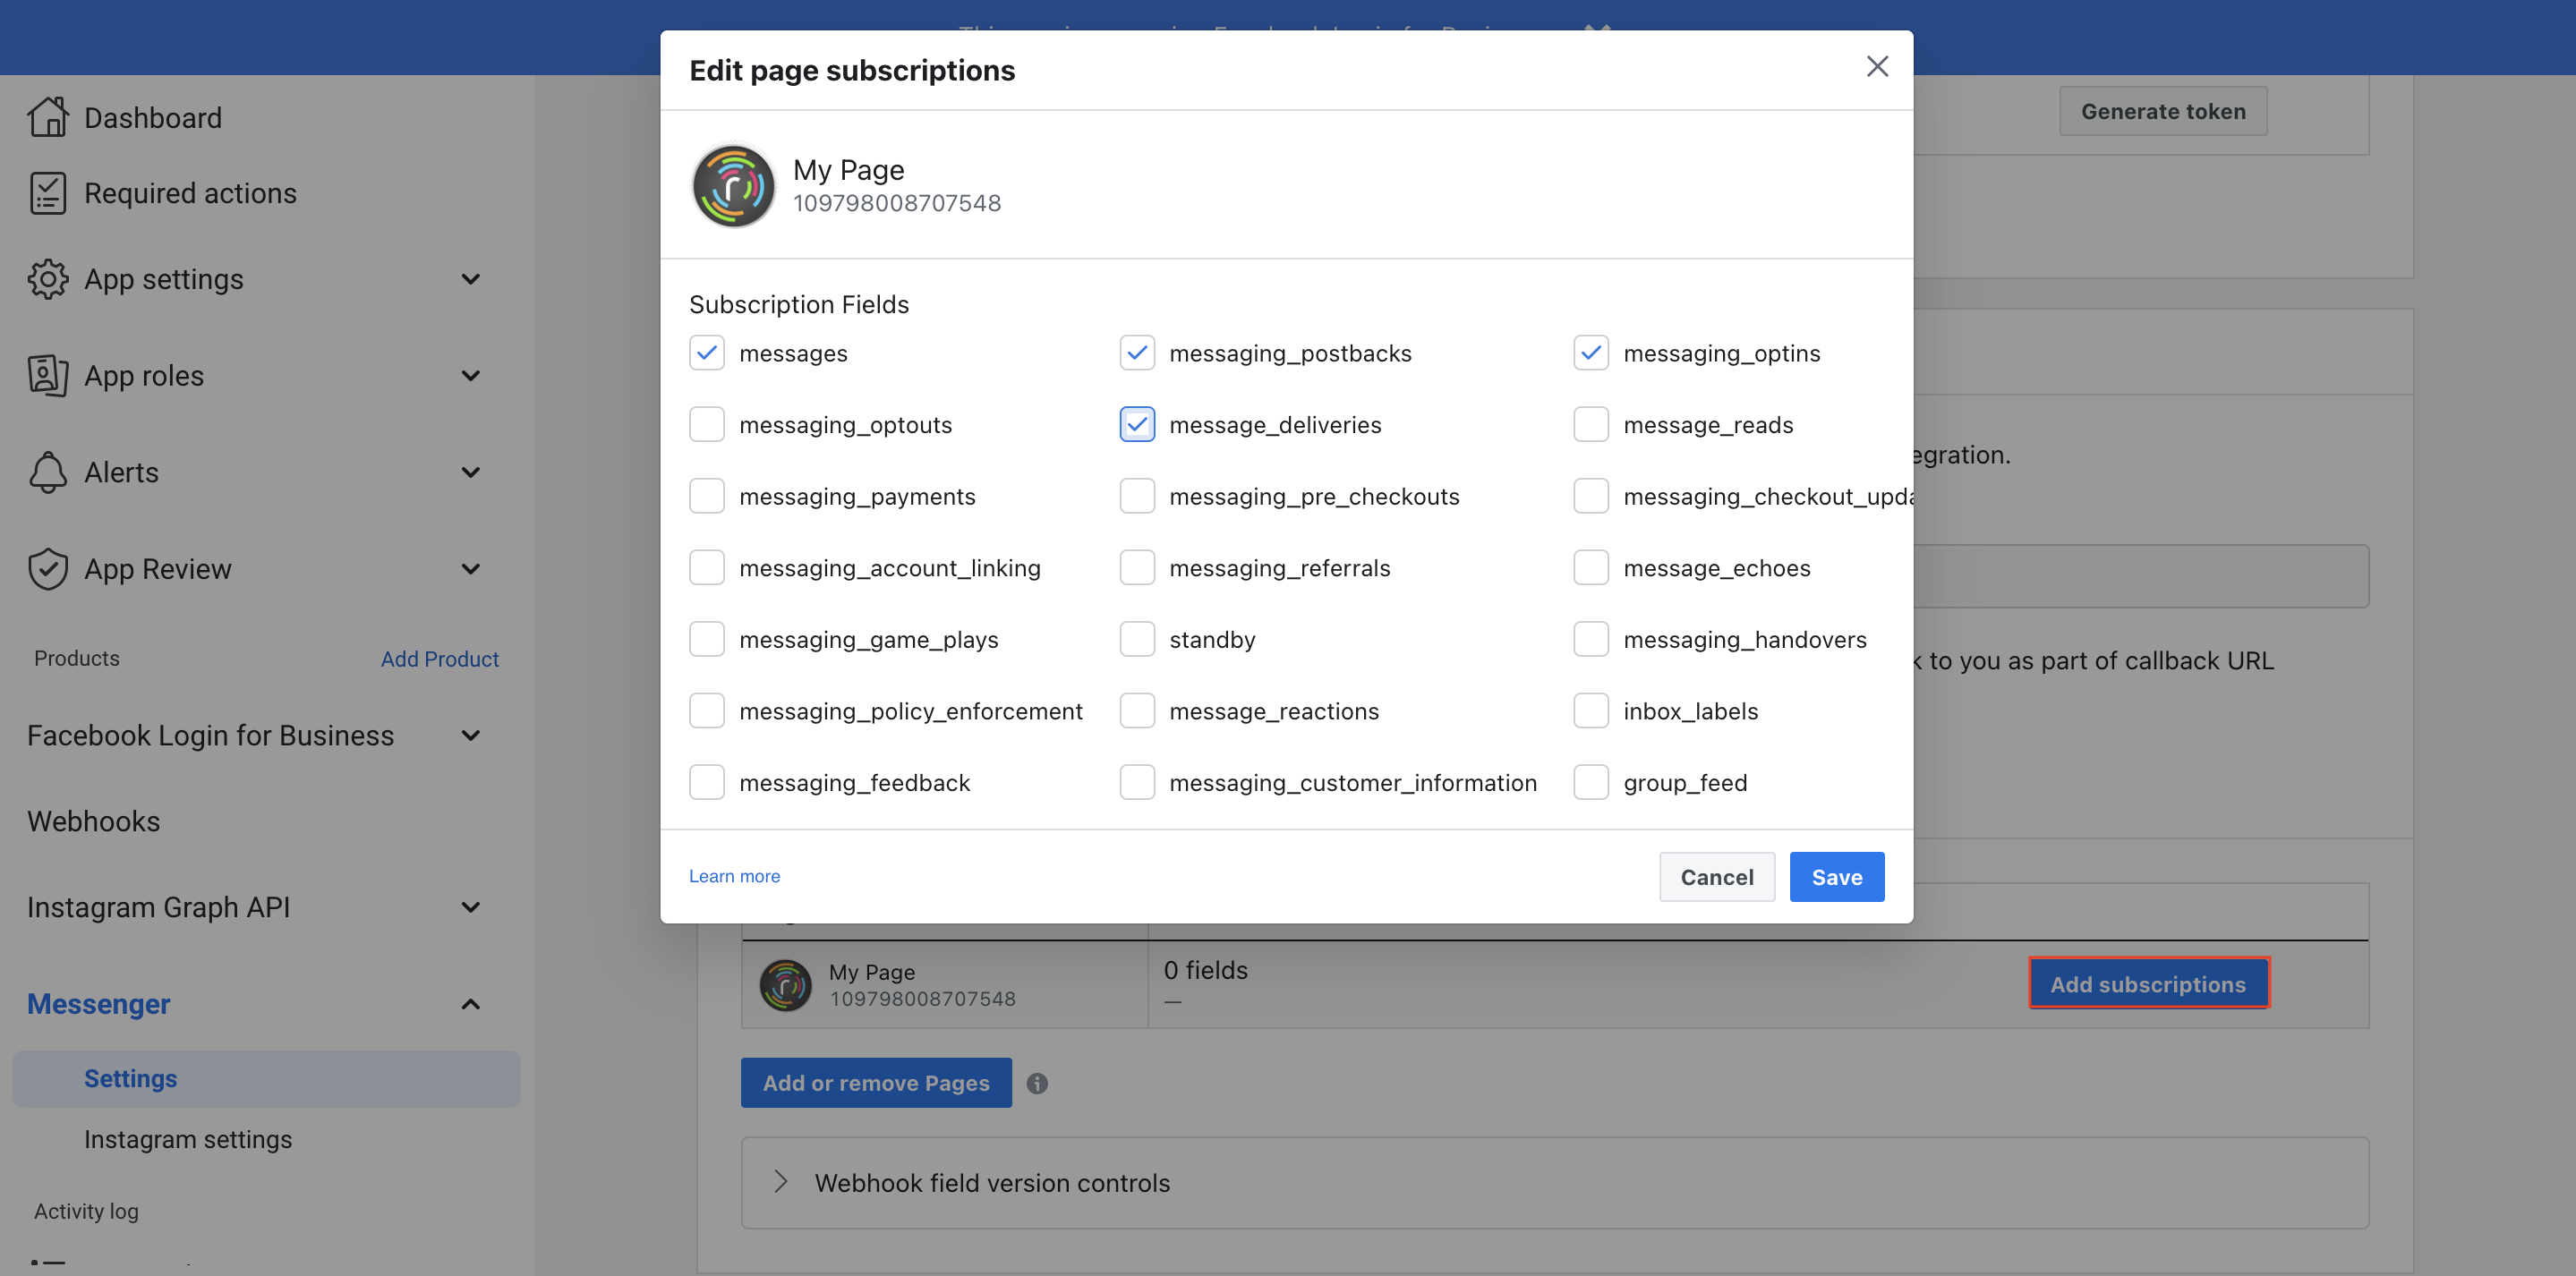 Edit page subscriptions
My Page
109798008707548
Subscription Fields
messages
messaging_postbacks
messaging_optins
messaging_optouts
message_deliveries
message_reads
messaging_payments
messaging_pre_checkouts
messaging_checkout_upda
messaging_account_linking
messaging_referrals
message_echoes
messaging_game_plays
standby
messaging_handovers
messaging_policy_enforcement
message_reactions
inbox_labels
messaging_feedback
messaging_customer_information
group_feed
Learn more
Cancel
Save
Dashboard
Required actions
App settings
App roles
Alerts
App Review
Products
Add Product
Facebook Login for Business
Webhooks
Instagram Graph API
Messenger
Settings
Instagram settings
Activity log
Generate token
egration.
k to you as part of callback URL
My Page
109798008707548
0 fields
—
Add subscriptions
Add or remove Pages
Webhook field version controls